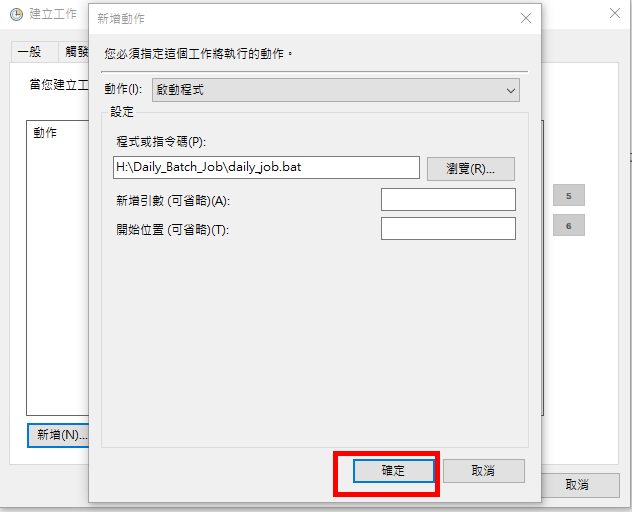 建立工作
一般
觸發
當您建立工
動作
新增(N)...
5
6
取消
新增動作
您必須指定這個工作將執行的動作。
動作(I): 啟動程式
設定
程式或指令碼(P):
H:\Daily_Batch_Job\daily_job.bat 瀏覽(R)...
新增引數 (可省略)(A):
開始位置 (可省略)(T):
確定 取消